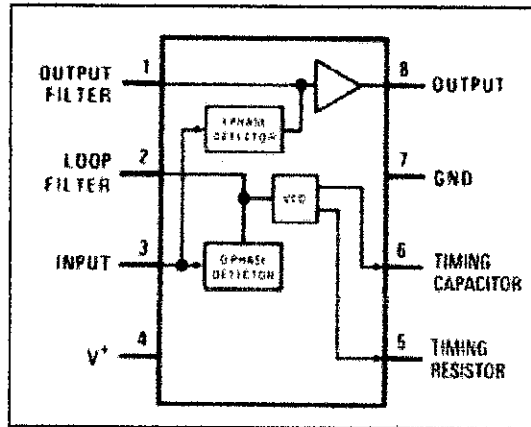 OUTPUT
FILTER
1
I PHASE
DETECTOR
8
OUTPUT
LOOP
FILTER
2
7
GND
VCO
INPUT
3
Q PHASE
DETECTOR
6
TIMING
CAPACITOR
V+
4
5
TIMING
RESISTOR